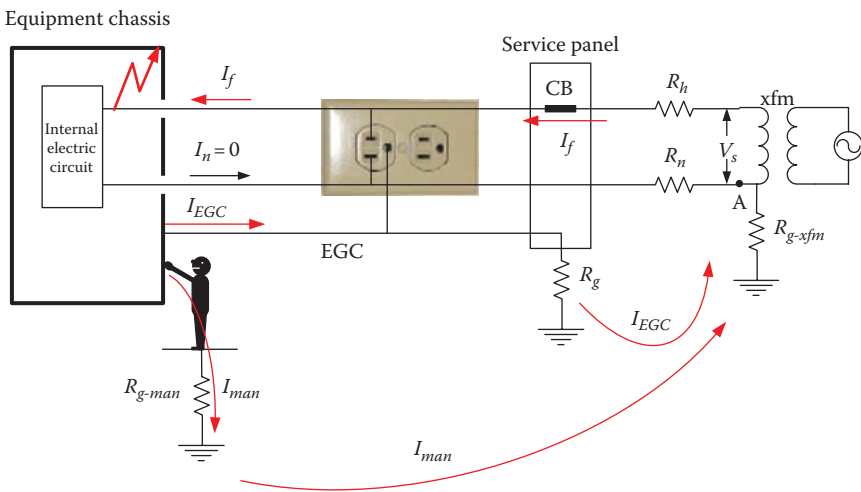 Equipment chassis
Service panel
I_f
CB
R_h
xfm
Internal
electric
circuit
I_n = 0
I_f
R_n
V_s
A
I_EGC
EGC
R_g-xfm
R_g
I_EGC
R_g-man
I_man
I_man